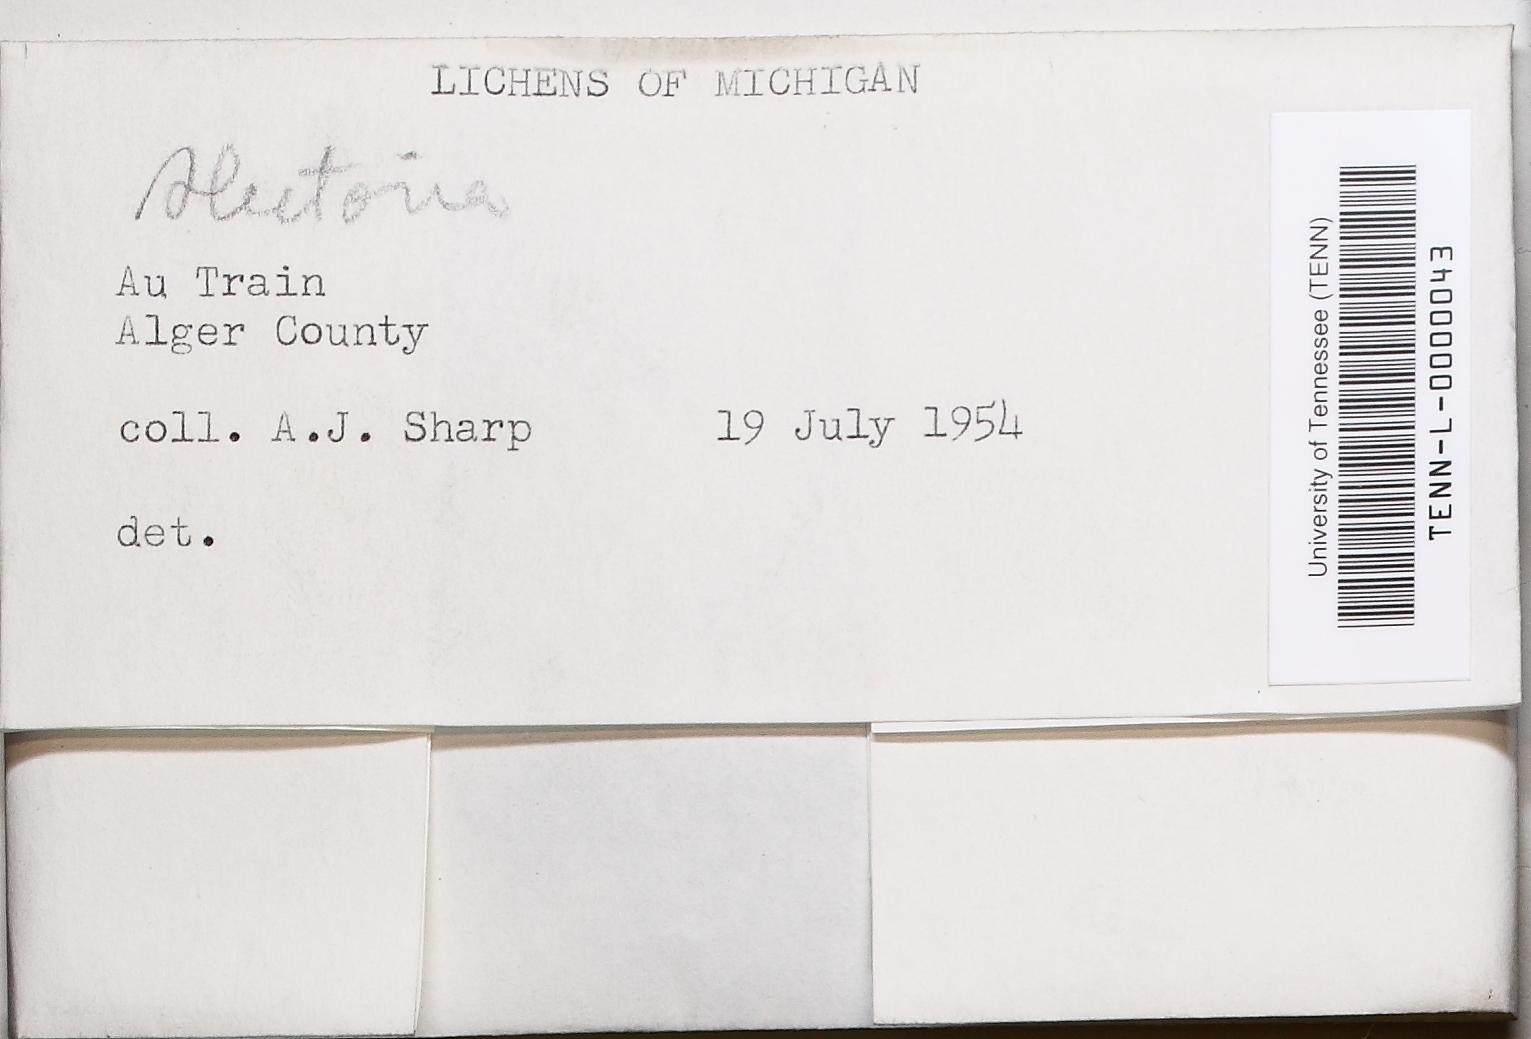 LICHENS OF MICHIGAN
Alectoria
Au Train
Alger County
coll. A.J. Sharp 19 July 1954
det.
University of Tennessee (TENN)
TENN-L-0000043